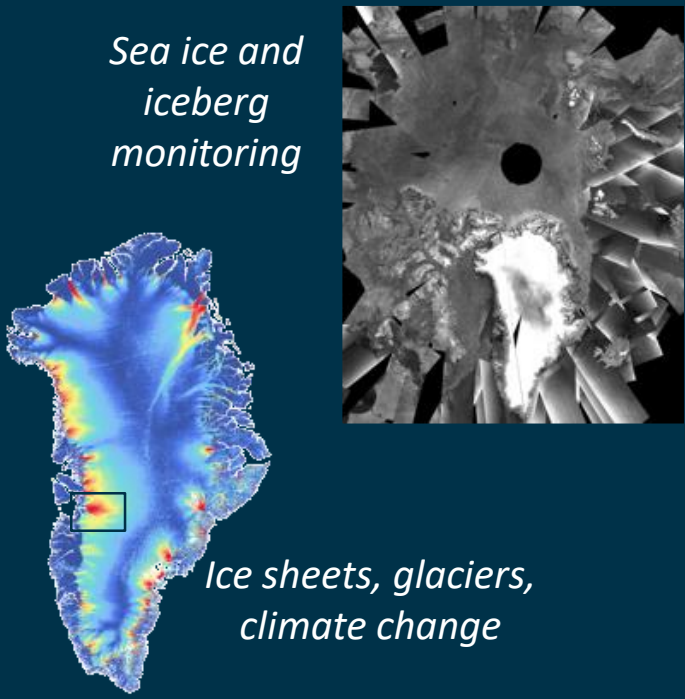 Sea ice and
iceberg
monitoring
Ice sheets, glaciers,
climate change